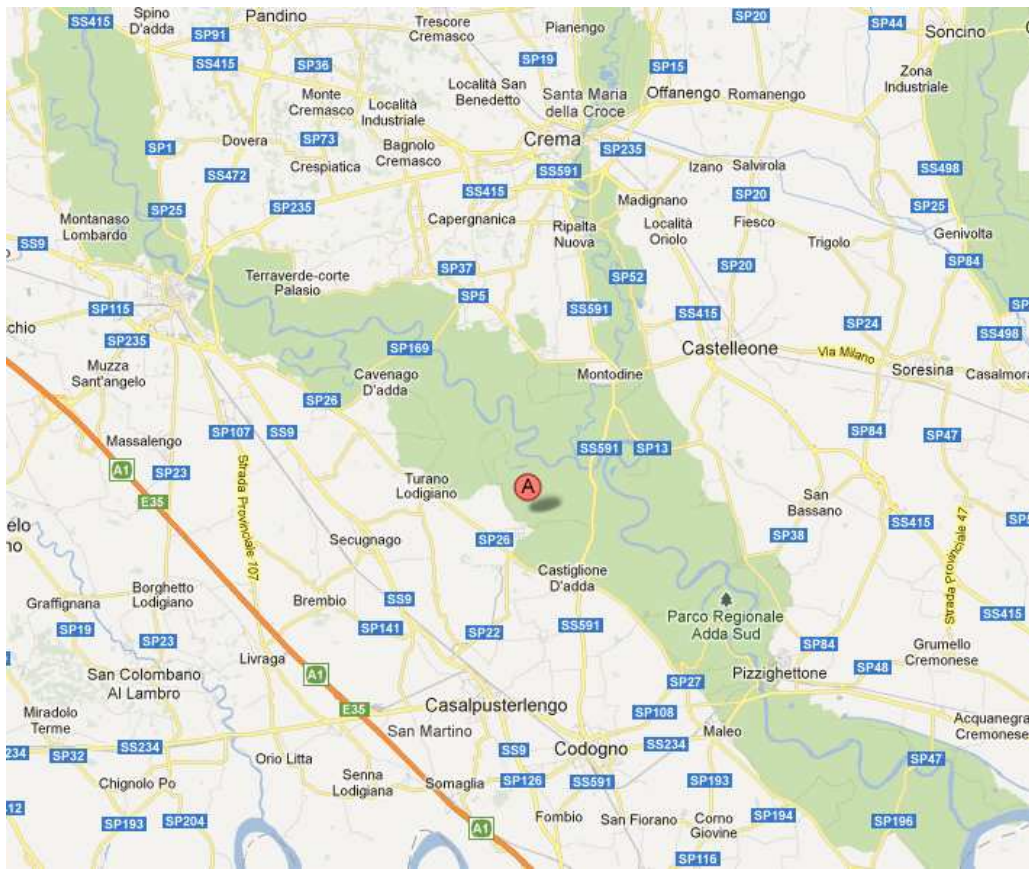 SS415
Spino
D'adda
Pandino
Trescore
Cremasco
Pianengo
SP20
SP44
Soncino
SP91
SS415
SP36
SP19
SP15
Zona
Industriale
Monte
Cremasco
Località
Industriale
Località San
Benedetto
Santa Maria
della Croce
Offanengo
Romanengo
SP1
Dovera
SP73
Crespiatica
Bagnolo
Cremasco
Crema
SP235
SS591
Izano
Salvirola
SS498
SS472
SP25
SP235
SS415
Capergnanica
Madignano
SP20
SP25
Montanaso
Lombardo
SS9
Ripalta
Nuova
Località
Oriolo
Fiesco
Trigolo
Genivolta
SP84
Terraverde-corte
Palasio
SP37
SP5
SP52
SP20
SP115
SS591
SS415
SP24
SS498
SP235
SP169
Castelleone
Via Milano
Soresina
Casalmora
Muzza
Sant'angelo
Cavenago
D'adda
Montodine
SP26
SP107
SS9
SP84
SP47
Massalengo
A1
SP23
E35
SS591
SP13
Strada Provinciale 107
Turano
Lodigiano
A
San
Bassano
SS415
Strada Provinciale 47
Secugnago
SP26
SP38
Castiglione
D'adda
Borghetto
Lodigiano
Graffignana
SP19
Brembio
SS9
SP141
SP22
SS591
Parco Regionale
Adda Sud
SS415
SP23
SP84
Grumello
Cremonese
Livraga
San Colombano
Al Lambro
A1
E35
SP27
Pizzighettone
SP48
Miradolo
Terme
Casalpusterlengo
SP108
Acquanegra
Cremonese
234
SP32
SS234
San Martino
Codogno
SS234
Maleo
SP47
Orio Litta
SS9
Chignolo Po
Senna
Lodigiana
Somaglia
SP126
SS591
SP193
SP193
SP204
A1
Fombio
San Fiorano
Corno
Giovine
SP194
SP196
SP116